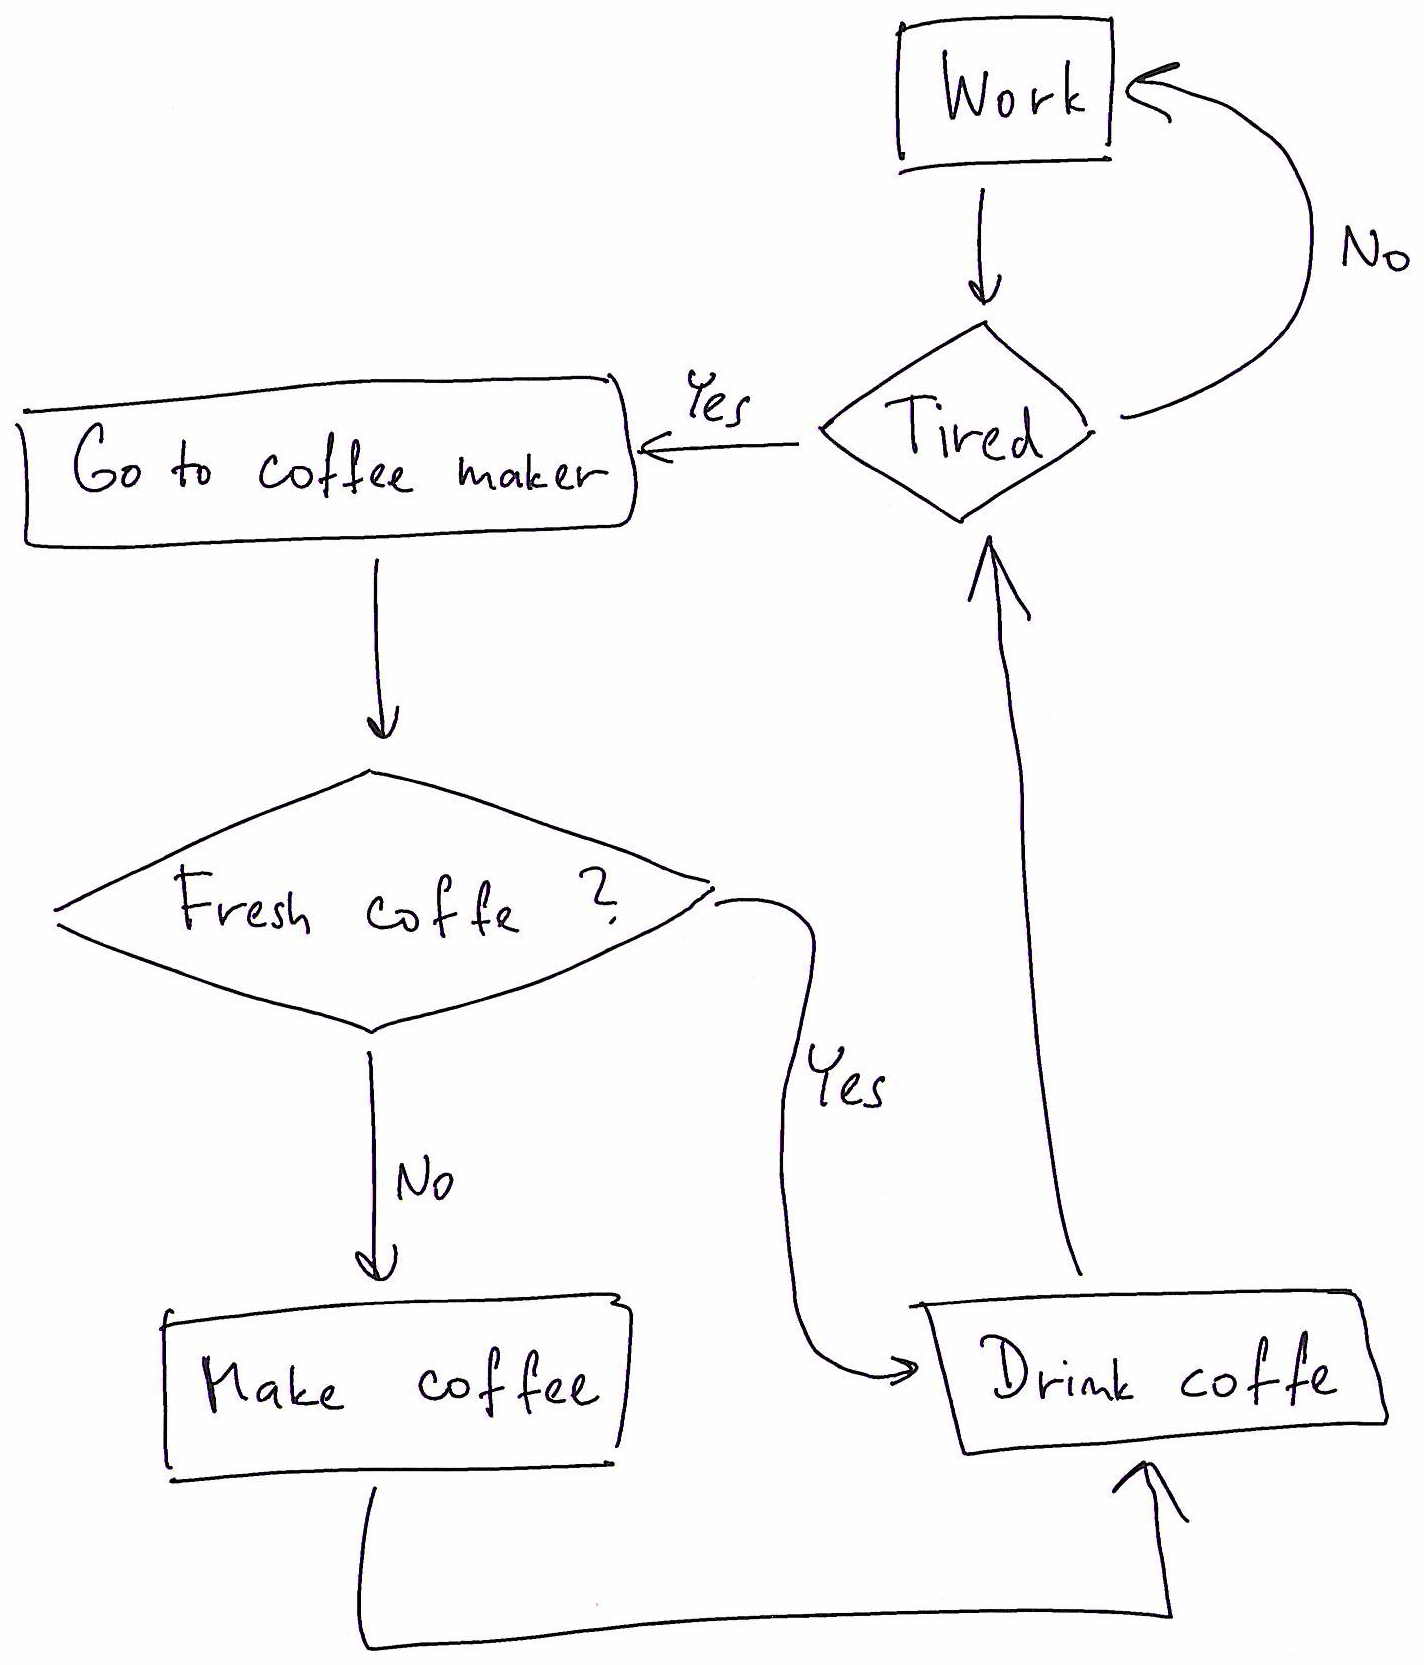 Work
No
Tired
Yes
Go to coffee maker
Fresh coffe ?
Yes
No
Make coffee
Drink coffe